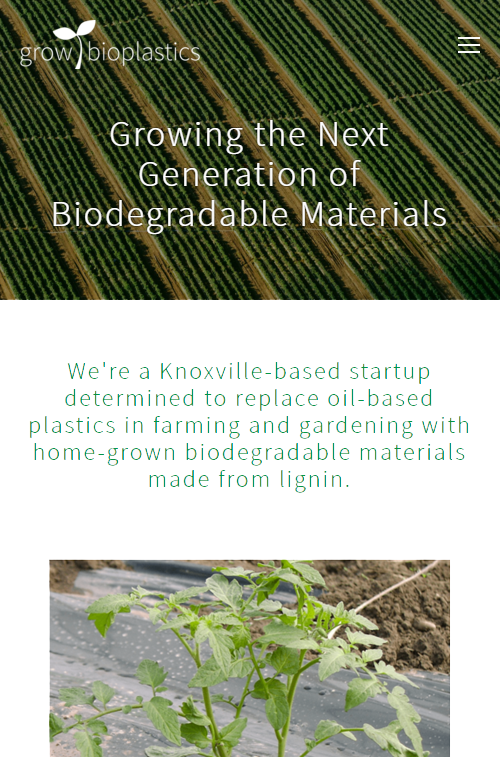 grow bioplastics
Growing the Next
Generation of
Biodegradable Materials
We're a Knoxville-based startup
determined to replace oil-based
plastics in farming and gardening with
home-grown biodegradable materials
made from lignin.